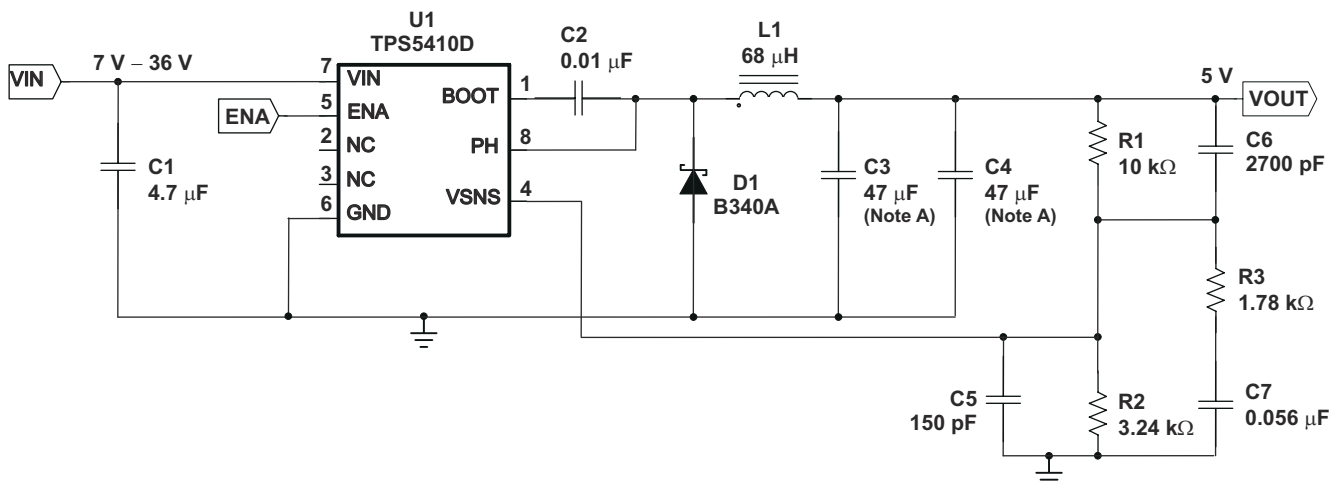 U1
TPS5410D
VIN
7 V – 36 V
7
VIN
5
ENA
ENA
2
NC
3
NC
6
GND
BOOT
1
PH
8
VSNS
4
C1
4.7 μF
C2
0.01 μF
L1
68 μH
D1
B340A
C3
47 μF
(Note A)
C4
47 μF
(Note A)
R1
10 kΩ
5 V
VOUT
C6
2700 pF
R3
1.78 kΩ
C5
150 pF
R2
3.24 kΩ
C7
0.056 μF